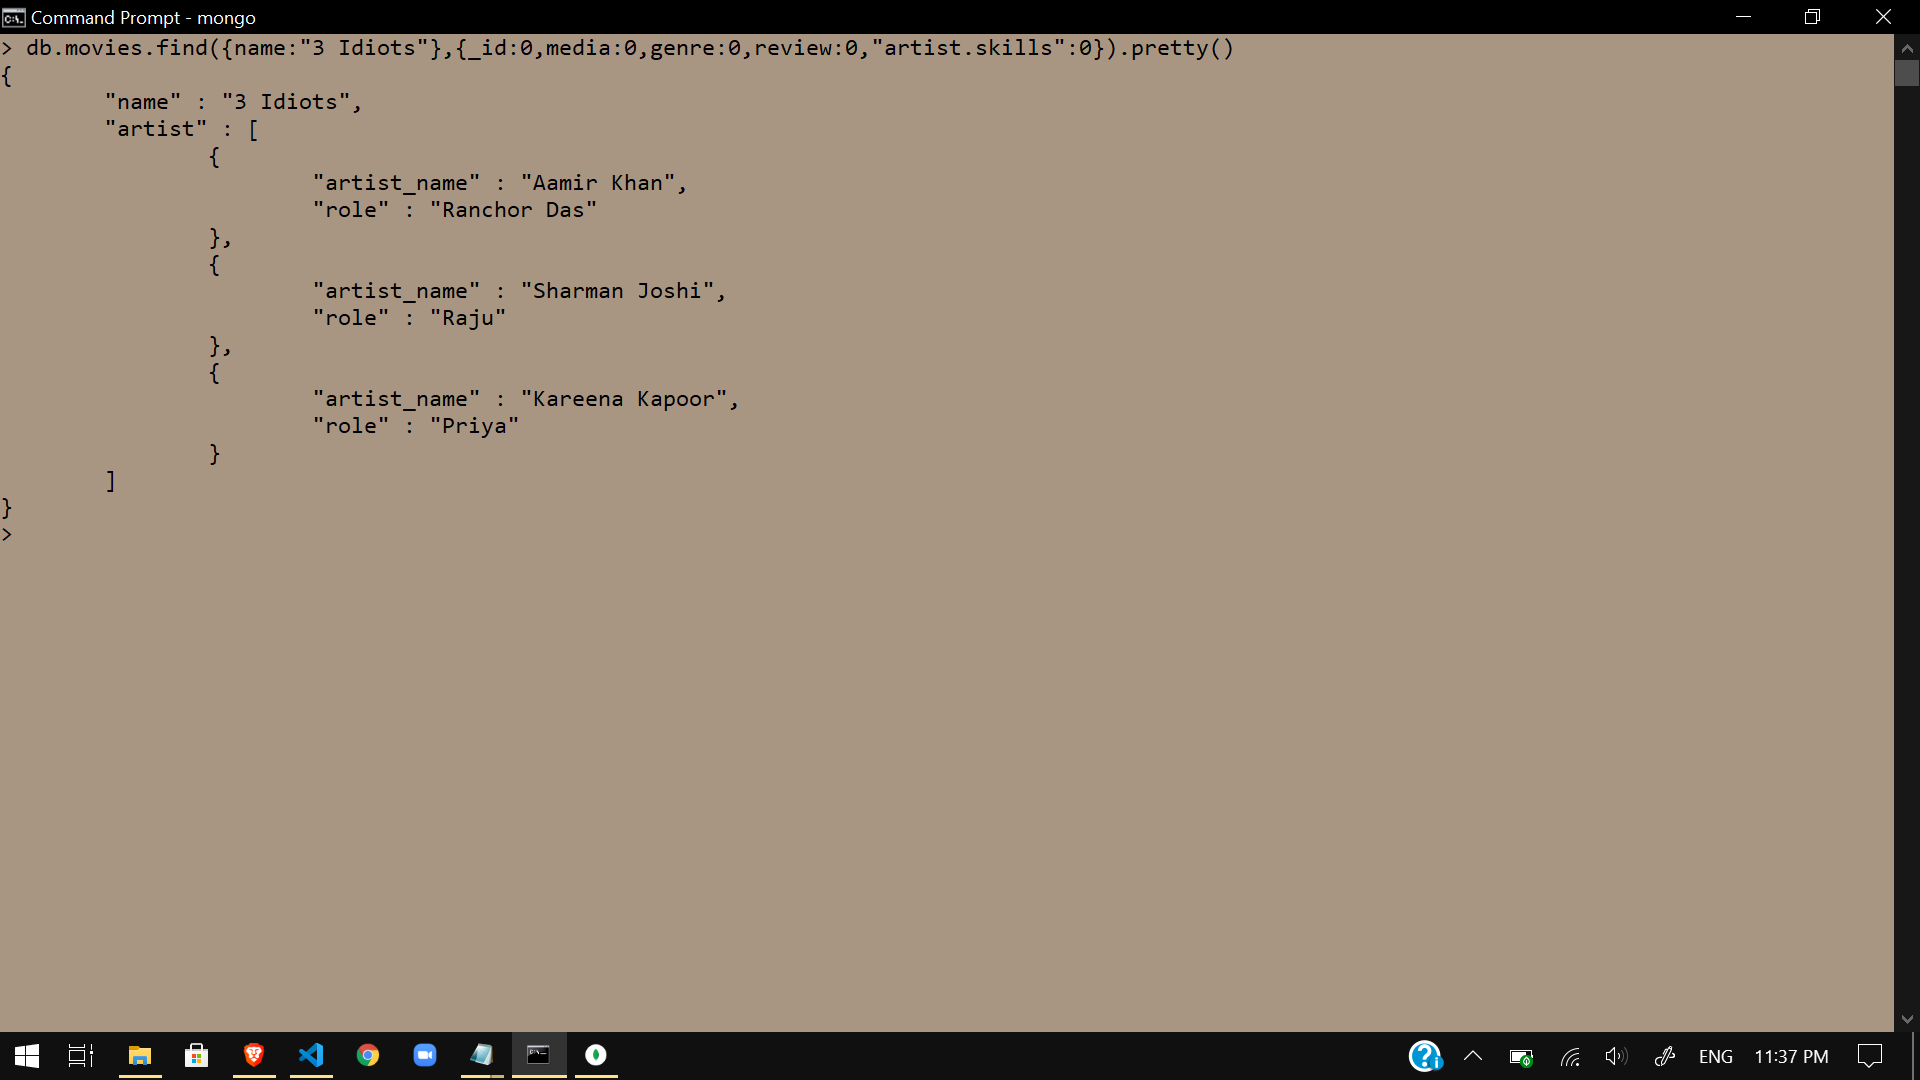 Command Prompt - mongo
> db.movies.find({name:"3 Idiots"},{_id:0,media:0,genre:0,review:0,"artist.skills":0}).pretty()
{
        "name" : "3 Idiots",
        "artist" : [
                {
                        "artist_name" : "Aamir Khan",
                        "role" : "Ranchor Das"
                },
                {
                        "artist_name" : "Sharman Joshi",
                        "role" : "Raju"
                },
                {
                        "artist_name" : "Kareena Kapoor",
                        "role" : "Priya"
                }
        ]
}
>
ENG 11:37 PM